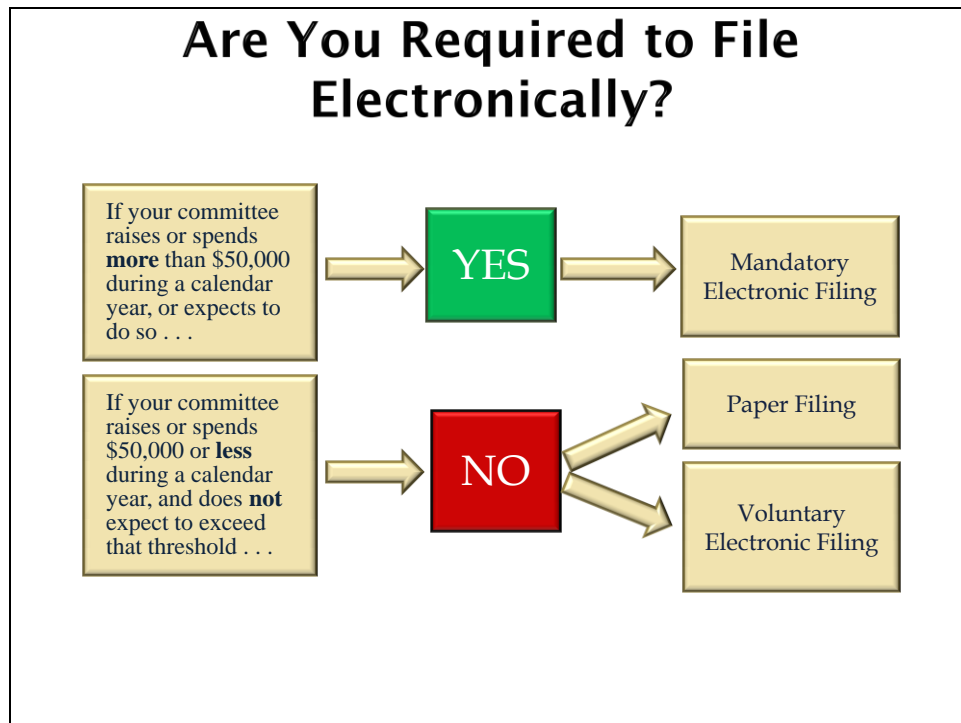 Are You Required to File
Electronically?
If your committee
raises or spends
more than $50,000
during a calendar
year, or expects to
do so . . .
YES
Mandatory
Electronic Filing
If your committee
raises or spends
$50,000 or less
during a calendar
year, and does not
expect to exceed
that threshold . . .
NO
Paper Filing
Voluntary
Electronic Filing